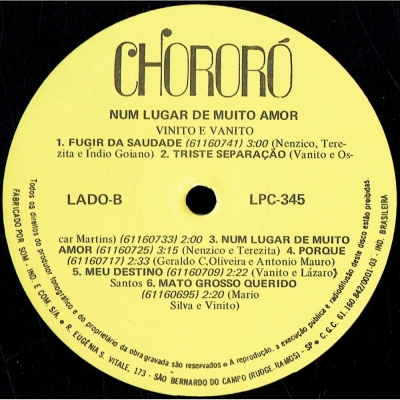 CHORORÓ
NUM LUGAR DE MUITO AMOR
VINITO E VANITO
1. FUGIR DA SAUDADE (61160741) 3:00 (Nenzico, Tere-
zita e Índio Goiano) 2. TRISTE SEPARAÇÃO (Vanito e Os-
LADO-B LPC-345
car Martins) (61160733) 2:00 3. NUM LUGAR DE MUITO
AMOR (61160725) 3:15 (Nenzico e Terezita) 4. PORQUE
(61160717) 2:33 (Geraldo C.Oliveira e Antonio Mauro)
5. MEU DESTINO (61160709) 2:22 (Vanito e Lázaro
Santos 6. MATO GROSSO QUERIDO
(61160695) 2:20 (Mario
Silva e Vinito)
Todos os direitos do produtor fonográfico e do proprietário da obra gravada são reservados ● A reprodução, a execução pública e radiodifusão deste disco estão proibidas.
FABRICADO POR SOM - IND. E COM. S/A. ● R. EUGÊNIA S. VITALE, 173 - SÃO BERNARDO DO CAMPO (RUDGE RAMOS) - SP ● C.G.C. 61.160.842/0001-03 - IND. BRASILEIRA